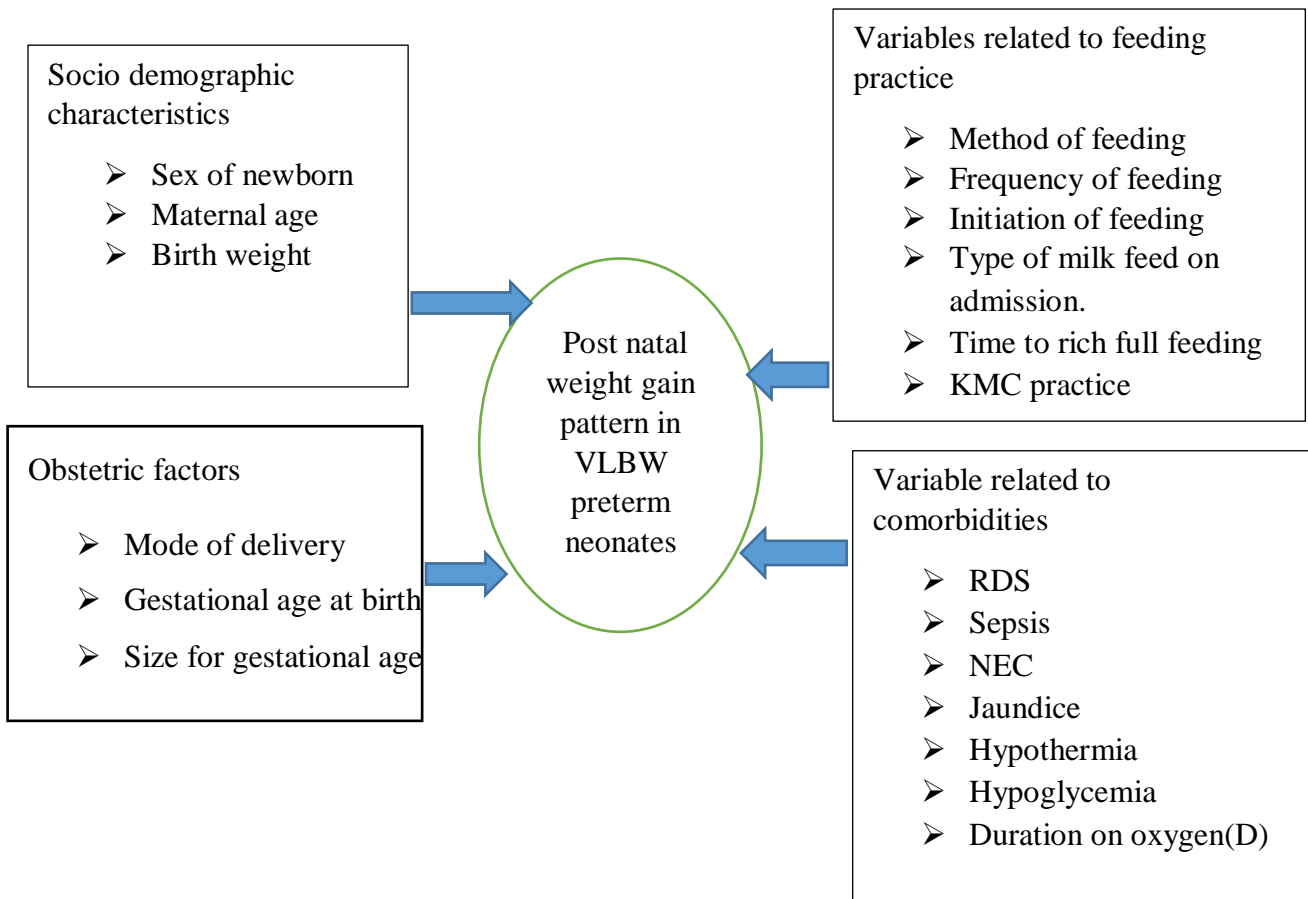 Socio demographic
characteristics
➢ Sex of newborn
➢ Maternal age
➢ Birth weight
Variables related to feeding
practice
➢ Method of feeding
➢ Frequency of feeding
➢ Initiation of feeding
➢ Type of milk feed on
admission.
➢ Time to rich full feeding
➢ KMC practice
Post natal
weight gain
pattern in
VLBW
preterm
neonates
Obstetric factors
➢ Mode of delivery
➢ Gestational age at birth
➢ Size for gestational age
Variable related to
comorbidities
➢ RDS
➢ Sepsis
➢ NEC
➢ Jaundice
➢ Hypothermia
➢ Hypoglycemia
➢ Duration on oxygen(D)